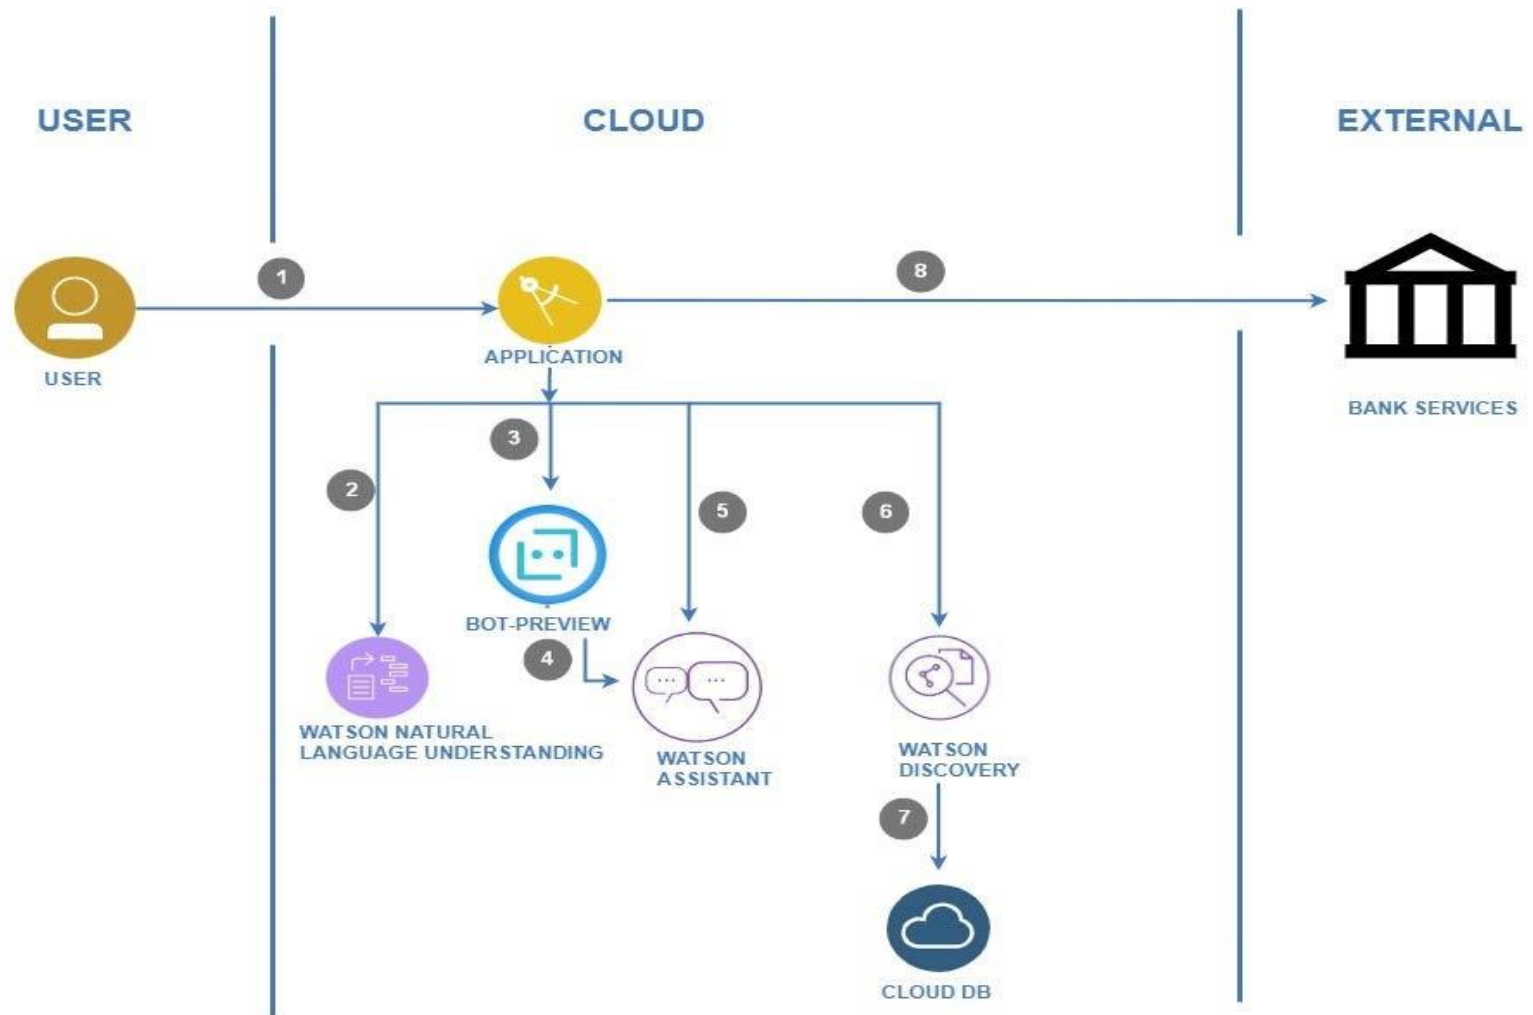 USER
CLOUD
EXTERNAL
1
8
USER
APPLICATION
BANK SERVICES
3
2
5
6
BOT-PREVIEW
4
WATSON NATURAL
LANGUAGE UNDERSTANDING
WATSON
ASSISTANT
WATSON
DISCOVERY
7
CLOUD DB